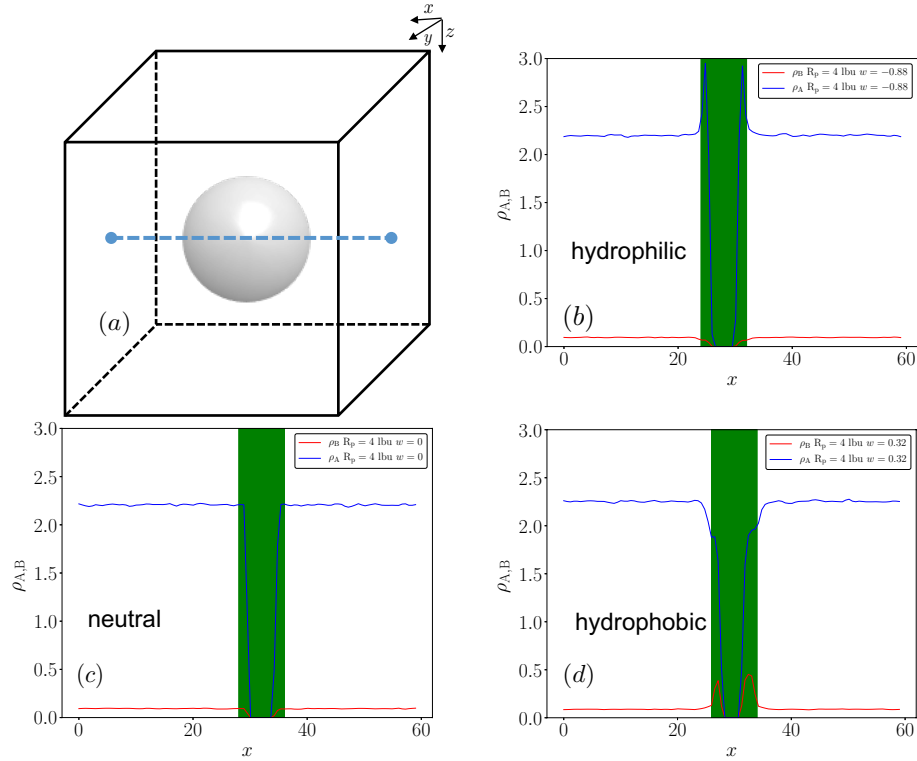 x
y
z
(a)
3.0
2.5
2.0
1.5
1.0
0.5
0.0
ρA,B
ρB Rp = 4 lbu w = −0.88
ρA Rp = 4 lbu w = −0.88
hydrophilic
(b)
0 20 40 60
x
3.0
2.5
2.0
1.5
1.0
0.5
0.0
ρA,B
ρB Rp = 4 lbu w = 0
ρA Rp = 4 lbu w = 0
neutral
(c)
0 20 40 60
x
3.0
2.5
2.0
1.5
1.0
0.5
0.0
ρA,B
ρB Rp = 4 lbu w = 0.32
ρA Rp = 4 lbu w = 0.32
hydrophobic
(d)
0 20 40 60
x